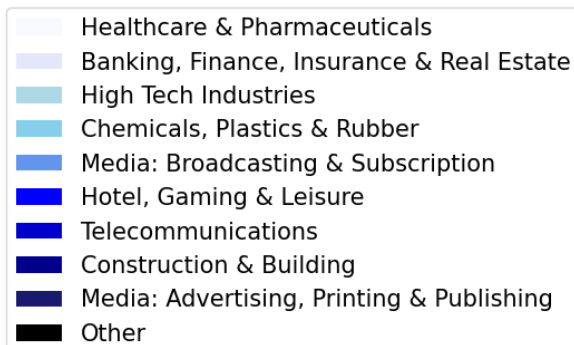 Healthcare & Pharmaceuticals
Banking, Finance, Insurance & Real Estate
High Tech Industries
Chemicals, Plastics & Rubber
Media: Broadcasting & Subscription
Hotel, Gaming & Leisure
Telecommunications
Construction & Building
Media: Advertising, Printing & Publishing
Other